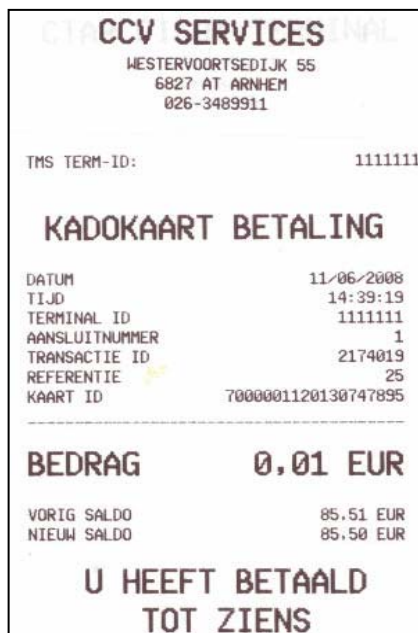 CCV SERVICES
WESTERVOORTSEDIJK 55
6827 AT ARNHEM
026-3489911
TMS TERM-ID: 1111111
KADOKAART BETALING
DATUM 11/06/2008
TIJD 14:39:19
TERMINAL ID 1111111
AANSLUITNUMMER 1
TRANSACTIE ID 2174019
REFERENTIE 25
KAART ID 7000001120130747895
BEDRAG 0,01 EUR
VORIG SALDO 85.51 EUR
NIEUW SALDO 85.50 EUR
U HEEFT BETAALD
TOT ZIENS